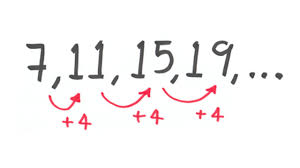 7, 11, 15, 19, ...
+4 +4 +4